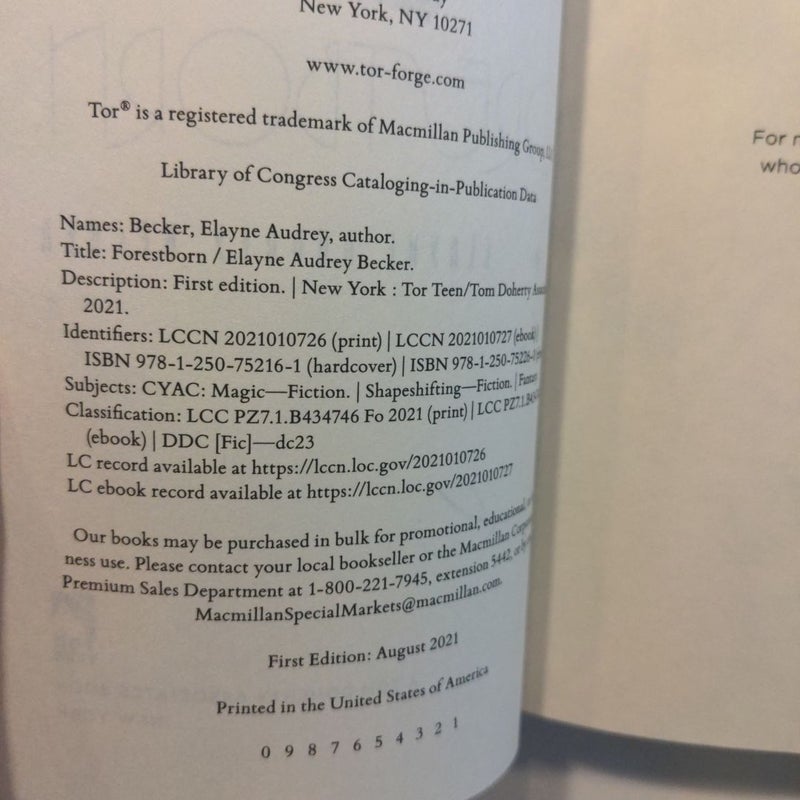 New York, NY 10271
www.tor-forge.com
Tor® is a registered trademark of Macmillan Publishing Group,
Library of Congress Cataloging-in-Publication Data
Names: Becker, Elayne Audrey, author.
Title: Forestborn / Elayne Audrey Becker.
Description: First edition. | New York : Tor Teen/Tom Doherty
2021.
Identifiers: LCCN 2021010726 (print) | LCCN 2021010727 (ebook)
ISBN 978-1-250-75216-1 (hardcover) | ISBN
Subjects: CYAC: Magic—Fiction. | Shapeshifting—Fiction. |
Classification: LCC PZ7.1.B434746 Fo 2021 (print) | LCC
(ebook) | DDC [Fic]—dc23
LC record available at https://lccn.loc.gov/2021010726
LC ebook record available at https://lccn.loc.gov/2021010727
Our books may be purchased in bulk for promotional, educational,
ness use. Please contact your local bookseller or the Macmillan
Premium Sales Department at 1-800-221-7945, extension 5442,
MacmillanSpecialMarkets@macmillan.com.
First Edition: August 2021
Printed in the United States of America
0 9 8 7 6 5 4 3 2 1
For
who